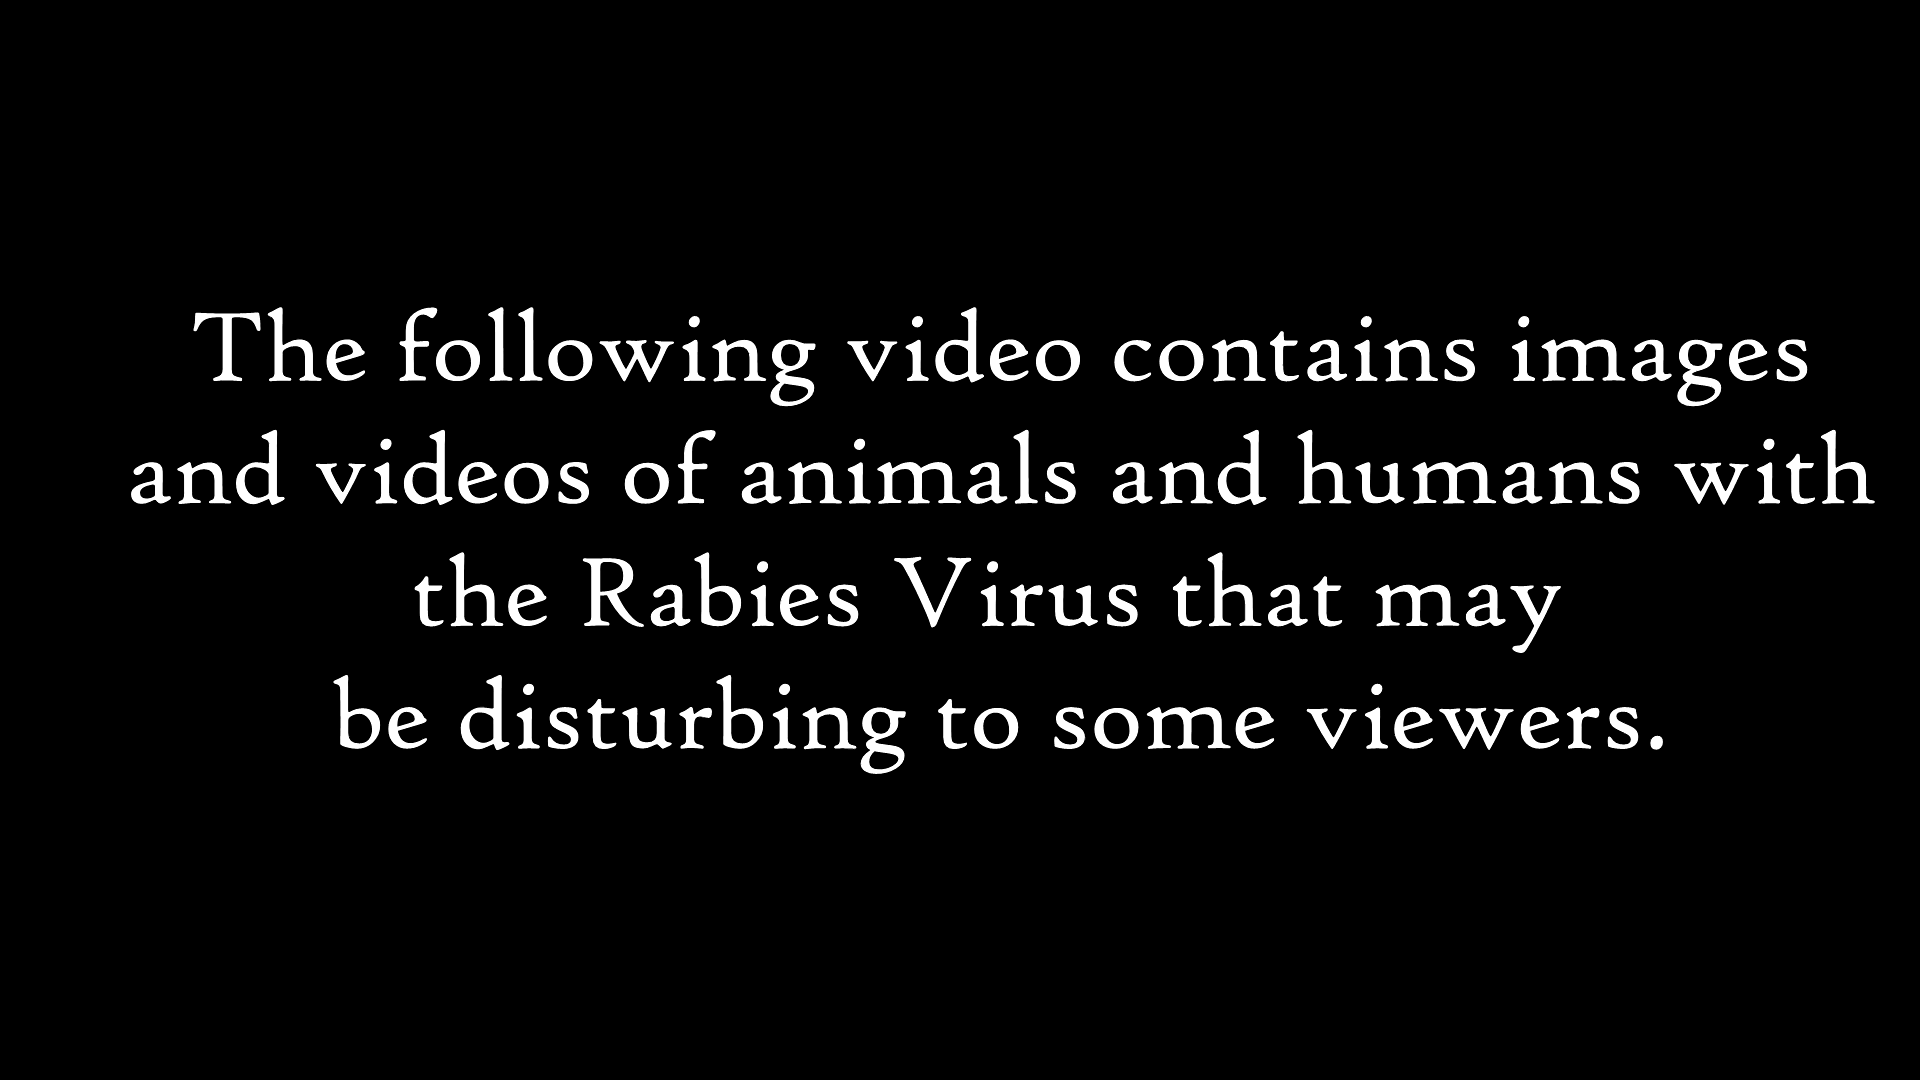 The following video contains images
and videos of animals and humans with
the Rabies Virus that may
be disturbing to some viewers.